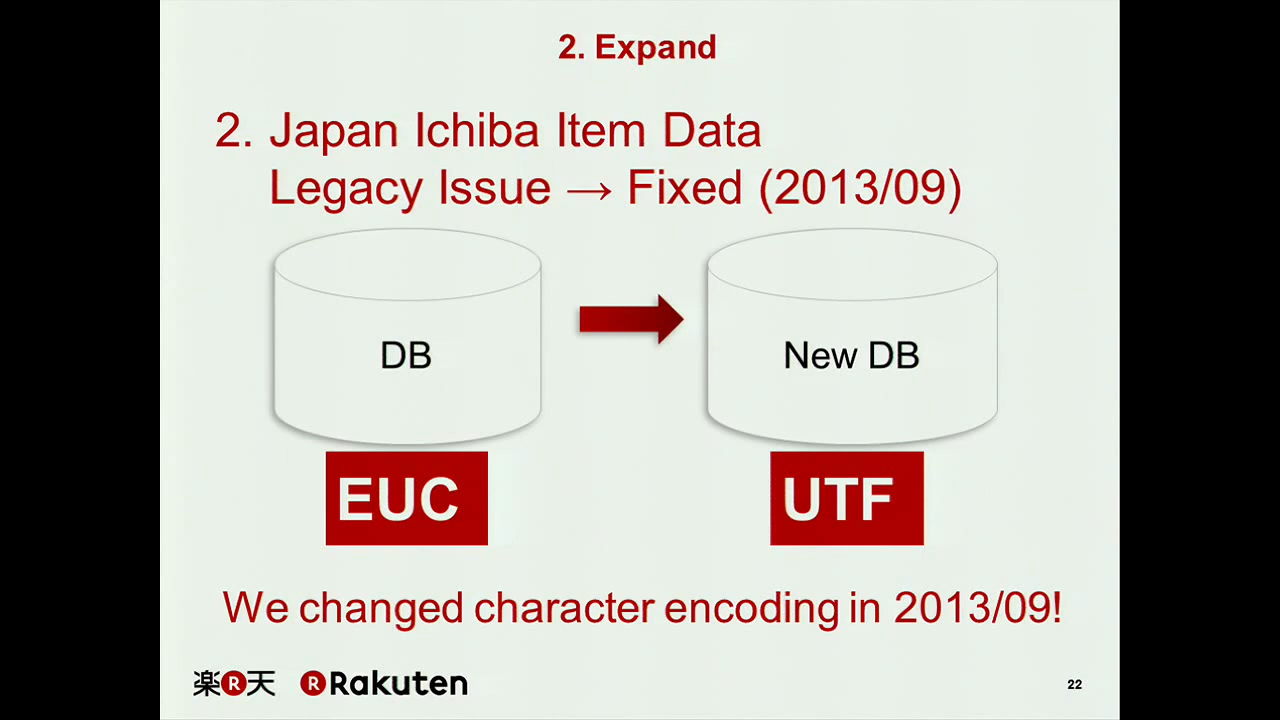 2. Expand
2. Japan Ichiba Item Data
Legacy Issue → Fixed (2013/09)
DB
New DB
EUC
UTF
We changed character encoding in 2013/09!
楽R天 R Rakuten
22